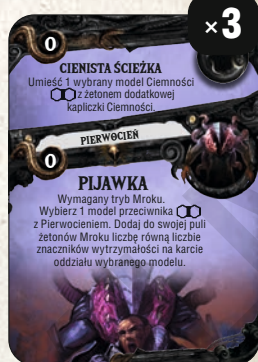 ×3
0
CIENISTA ŚCIEŻKA
Umieść 1 wybrany model Ciemności
z żetonem dodatkowej
kapliczki Ciemności.
PIERWOCIEŃ
0
PIJAWKA
Wymagany tryb Mroku.
Wybierz 1 model przeciwnika
z Pierwocieniem. Dodaj do swojej puli
żetonów Mroku liczbę równą liczbie
znaczników wytrzymałości na karcie
oddziału wybranego modelu.